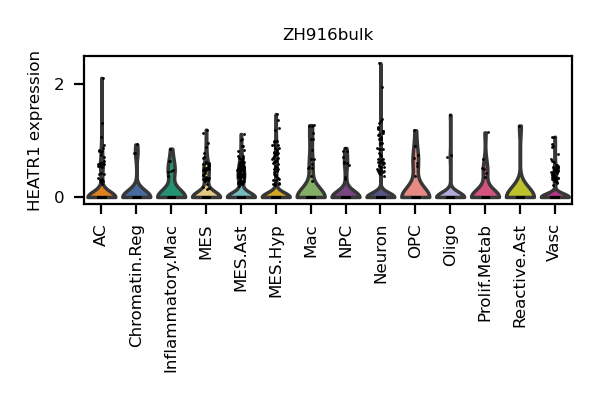 ZH916bulk
HEATR1 expression
2
0
AC
Chromatin.Reg
Inflammatory.Mac
MES
MES.Ast
MES.Hyp
Mac
NPC
Neuron
OPC
Oligo
Prolif.Metab
Reactive.Ast
Vasc